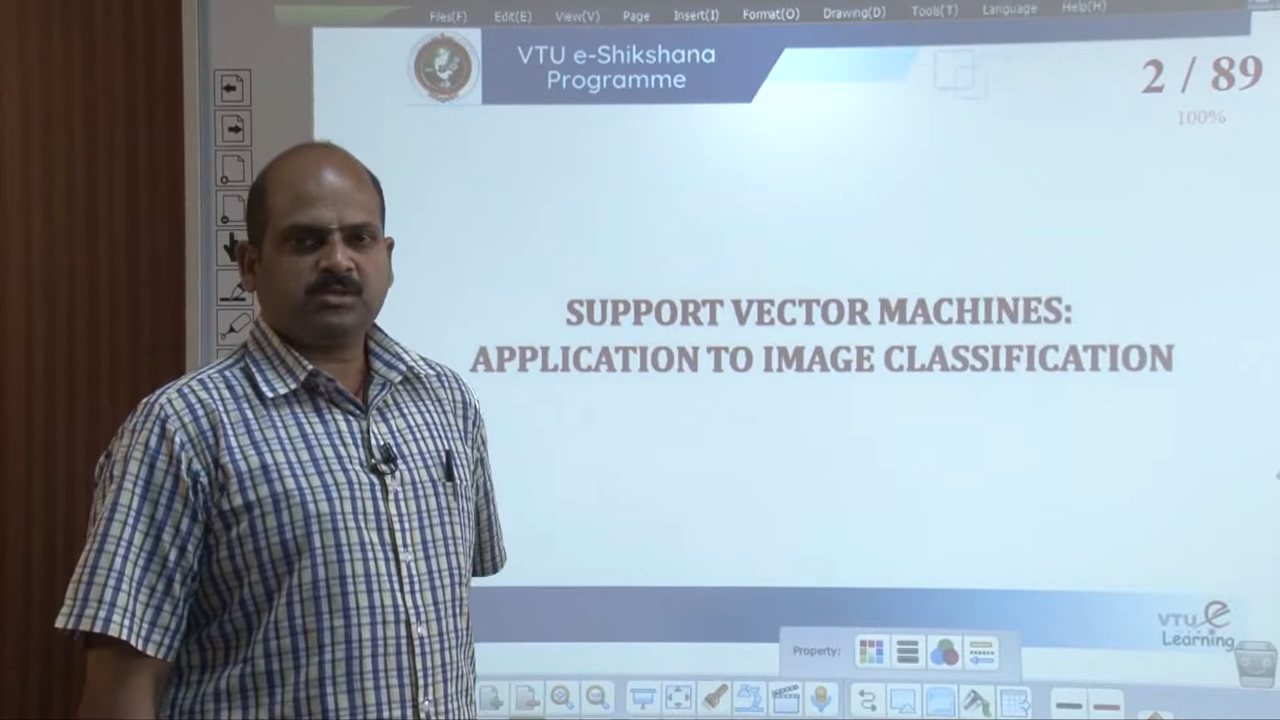 Files(F) Edit(E) View(V) Page Insert(I) Format(O) Drawing(D) Tools(T) Language Help(H)
VTU e-Shikshana
Programme
2 / 89
100%
SUPPORT VECTOR MACHINES:
APPLICATION TO IMAGE CLASSIFICATION
VTU e
Learning
Property: